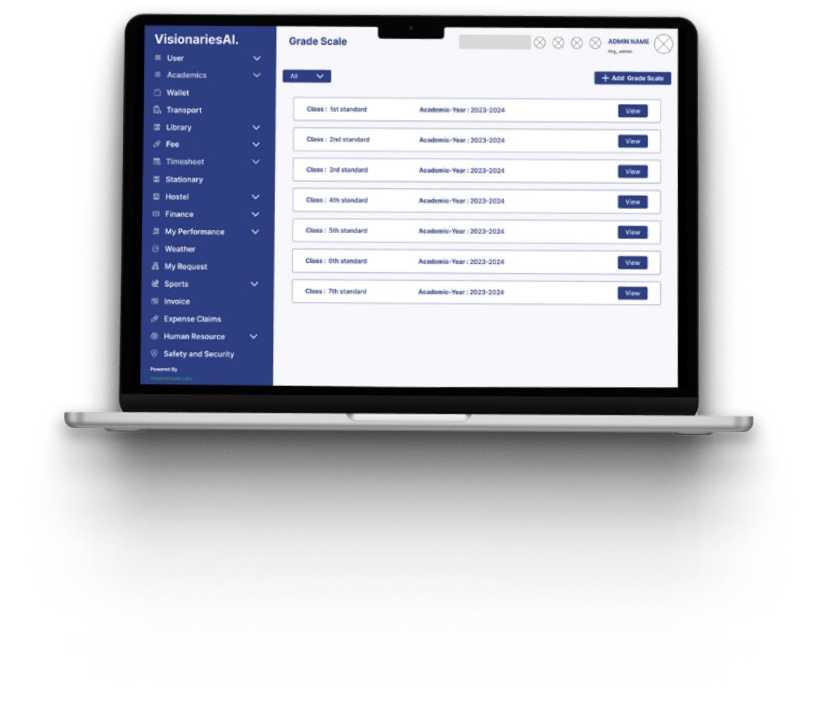 VisionariesAI.
User
Academics
Wallet
Transport
Library
Fee
Timesheet
Stationary
Hostel
Finance
My Performance
Weather
My Request
Sports
Invoice
Expense Claims
Human Resource
Safety and Security
Powered By
Grade Scale
ADMIN NAME
Org_admin
All
+ Add Grade Scale
Class : 1st standard Academic-Year : 2023-2024 View
Class : 2nd standard Academic-Year : 2023-2024 View
Class : 3rd standard Academic-Year : 2023-2024 View
Class : 4th standard Academic-Year : 2023-2024 View
Class : 5th standard Academic-Year : 2023-2024 View
Class : 6th standard Academic-Year : 2023-2024 View
Class : 7th standard Academic-Year : 2023-2024 View